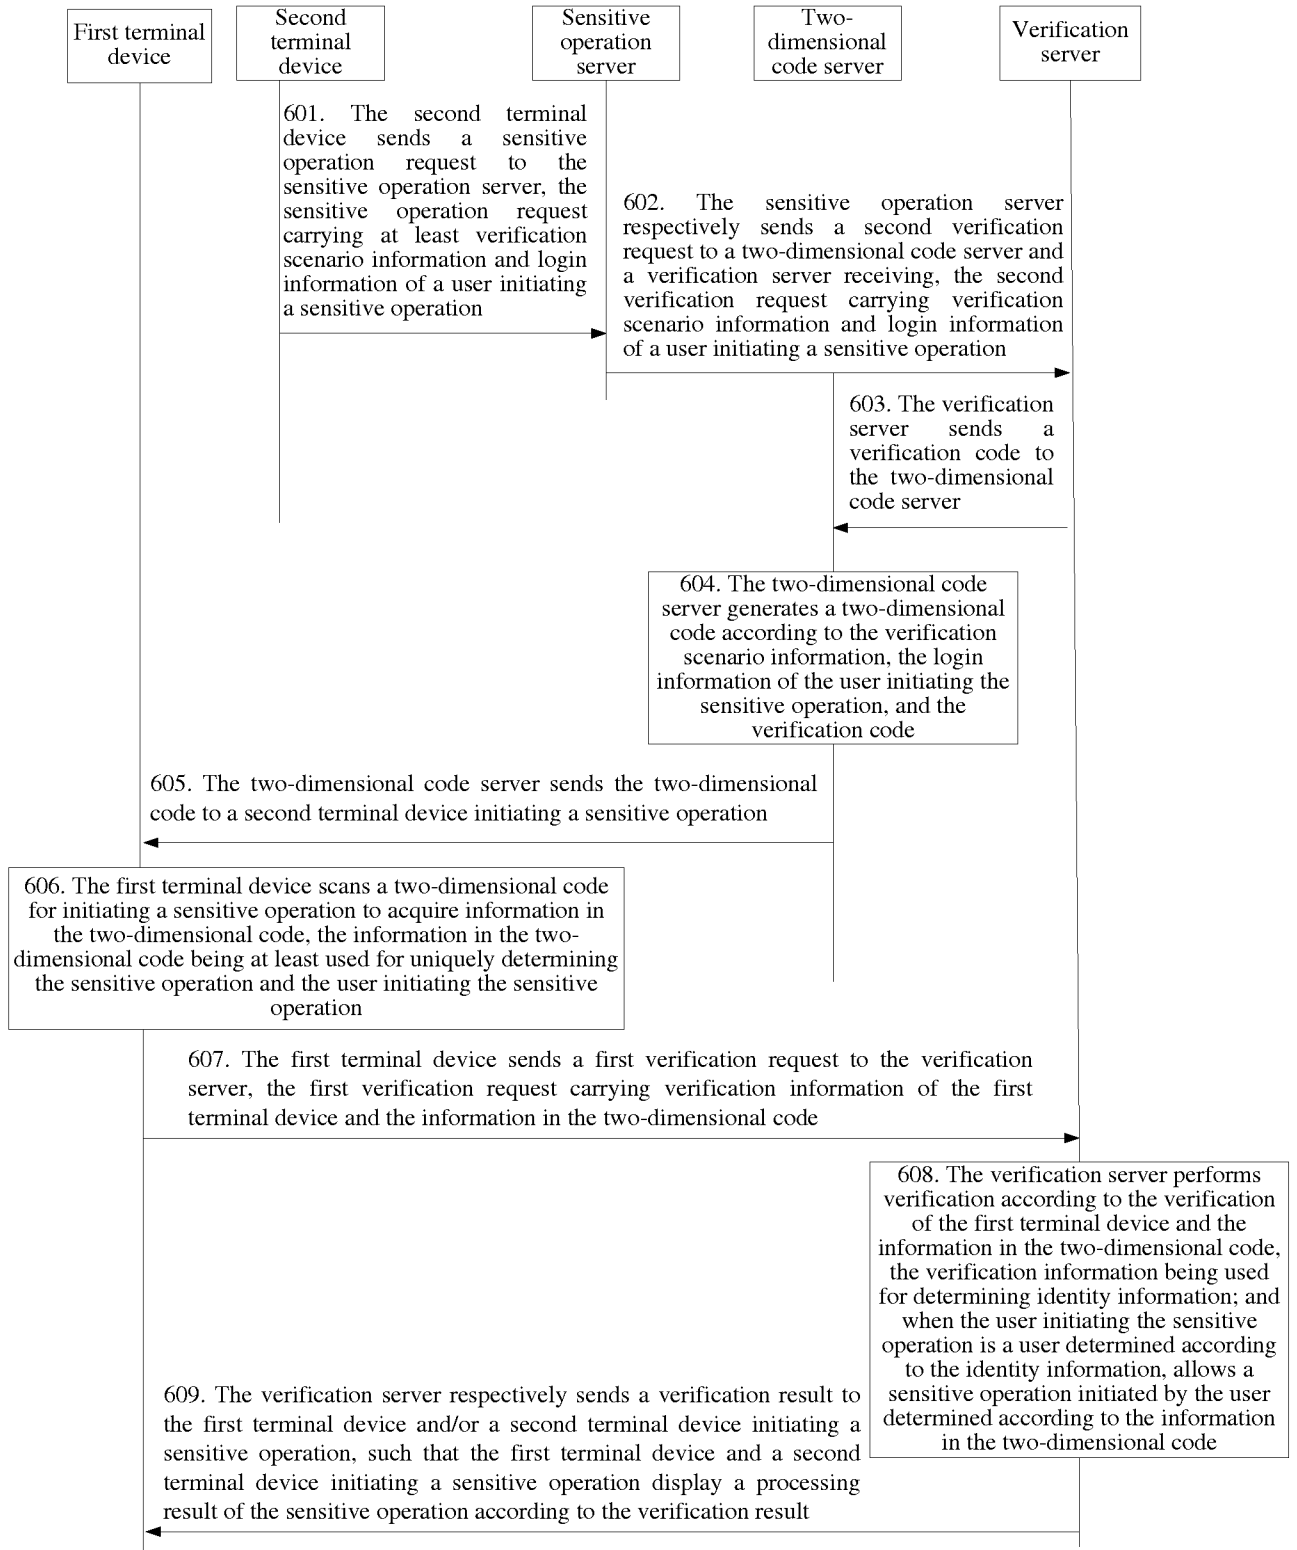 First terminal
device
Second
terminal
device
Sensitive
operation
server
Two-
dimensional
code server
Verification
server
601. The second terminal
device sends a sensitive
operation request to the
sensitive operation server, the
sensitive operation request
carrying at least verification
scenario information and login
information of a user initiating
a sensitive operation
602. The sensitive operation server
respectively sends a second verification
request to a two-dimensional code server and
a verification server receiving, the second
verification request carrying verification
scenario information and login information
of a user initiating a sensitive operation
603. The verification
server sends a
verification code to
the two-dimensional
code server
604. The two-dimensional code
server generates a two-dimensional
code according to the verification
scenario information, the login
information of the user initiating the
sensitive operation, and the
verification code
605. The two-dimensional code server sends the two-dimensional
code to a second terminal device initiating a sensitive operation
606. The first terminal device scans a two-dimensional code
for initiating a sensitive operation to acquire information in
the two-dimensional code, the information in the two-
dimensional code being at least used for uniquely determining
the sensitive operation and the user initiating the sensitive
operation
607. The first terminal device sends a first verification request to the verification
server, the first verification request carrying verification information of the first
terminal device and the information in the two-dimensional code
608. The verification server performs
verification according to the verification
of the first terminal device and the
information in the two-dimensional code,
the verification information being used
for determining identity information; and
when the user initiating the sensitive
operation is a user determined according
to the identity information, allows a
sensitive operation initiated by the user
determined according to the information
in the two-dimensional code
609. The verification server respectively sends a verification result to
the first terminal device and/or a second terminal device initiating a
sensitive operation, such that the first terminal device and a second
terminal device initiating a sensitive operation display a processing
result of the sensitive operation according to the verification result